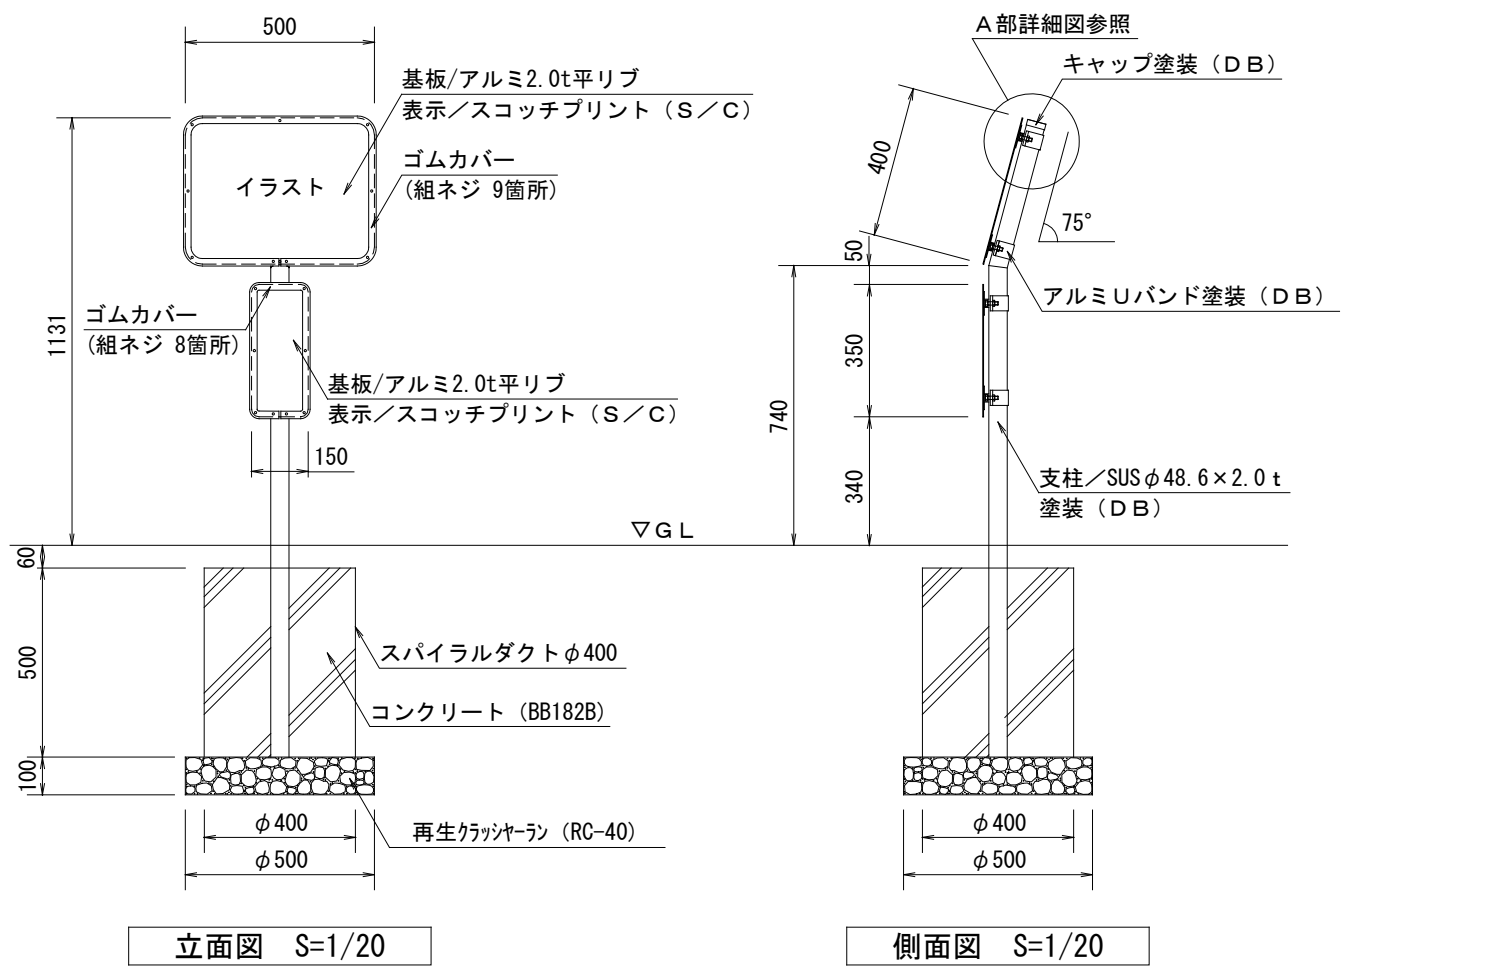 500
基板/アルミ2.0t平リブ
表示／スコッチプリント（Ｓ／Ｃ）
ゴムカバー
(組ネジ 9箇所)
イラスト
1131
ゴムカバー
(組ネジ 8箇所)
基板/アルミ2.0t平リブ
表示／スコッチプリント（Ｓ／Ｃ）
150
▽ＧＬ
60
500
100
スパイラルダクトφ400
コンクリート（BB182B）
再生ｸﾗｯｼﾔｰﾗﾝ（RC-40）
φ400
φ500
立面図　S=1/20
Ａ部詳細図参照
キャップ塗装（ＤＢ）
400
75°
50
アルミＵバンド塗装（ＤＢ）
350
740
340
支柱／SUSφ48.6×2.0ｔ
塗装（ＤＢ）
φ400
φ500
側面図　S=1/20